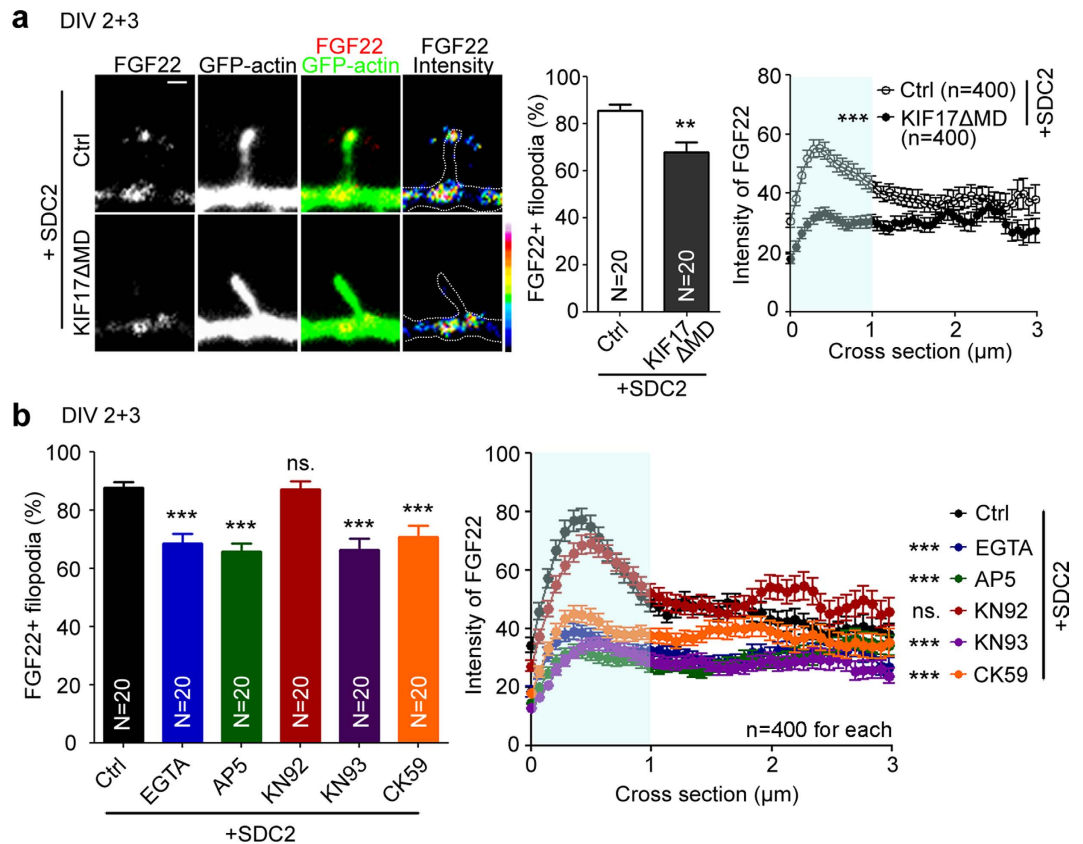 a DIV 2+3
FGF22
GFP-actin
FGF22
GFP-actin
FGF22
Intensity
+ SDC2
Ctrl
KIF17ΔMD
FGF22+ filopodia (%)
100
80
60
40
20
0
**
N=20
N=20
Ctrl
KIF17
ΔMD
+SDC2
Intensity of FGF22
80
60
40
20
0
***
Ctrl (n=400)
KIF17ΔMD
(n=400)
+SDC2
0 1 2 3
Cross section (µm)
b DIV 2+3
FGF22+ filopodia (%)
100
80
60
40
20
0
*** *** ns. *** ***
N=20 N=20 N=20 N=20 N=20 N=20
Ctrl EGTA AP5 KN92 KN93 CK59
+SDC2
Intensity of FGF22
100
80
60
40
20
0
Ctrl
*** EGTA
*** AP5
ns. KN92
*** KN93
*** CK59
+SDC2
n=400 for each
0 1 2 3
Cross section (µm)